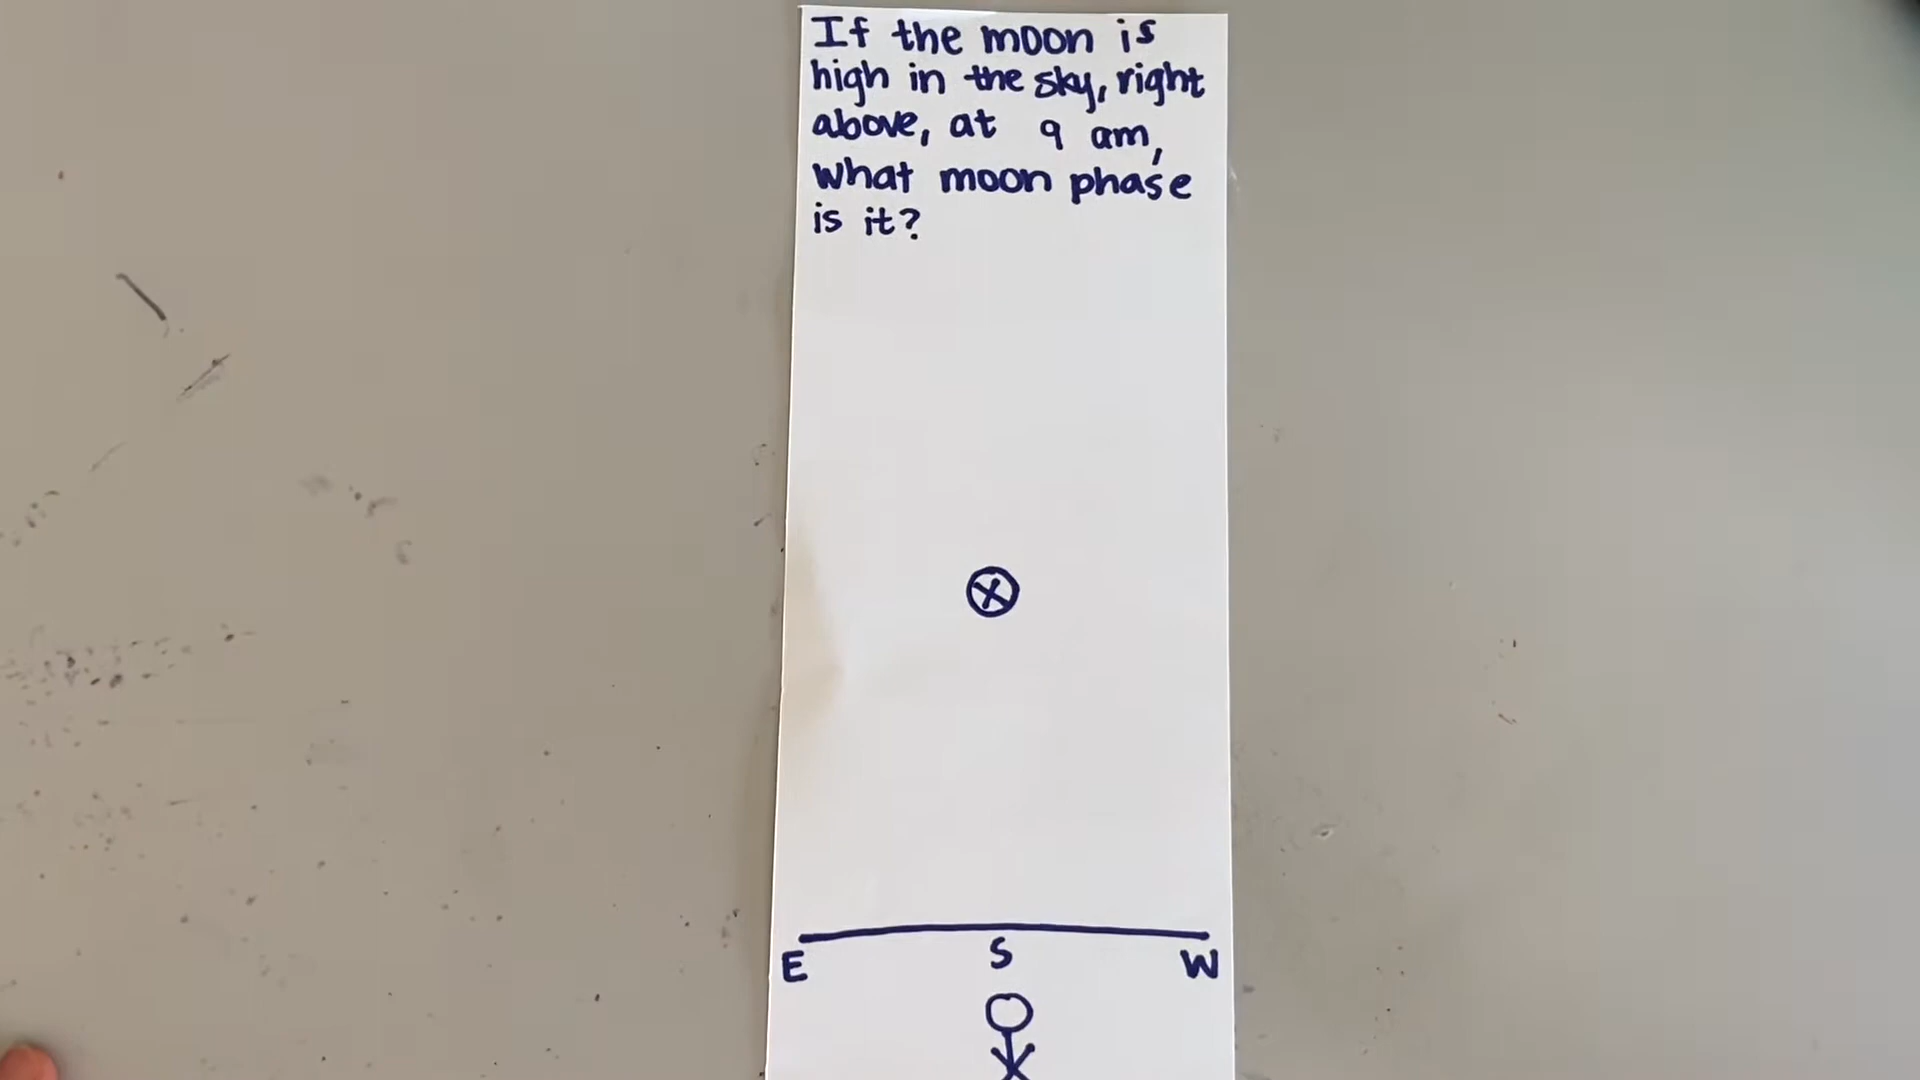 If the moon is
high in the sky, right
above, at 9 am,
what moon phase
is it?
X
E S W